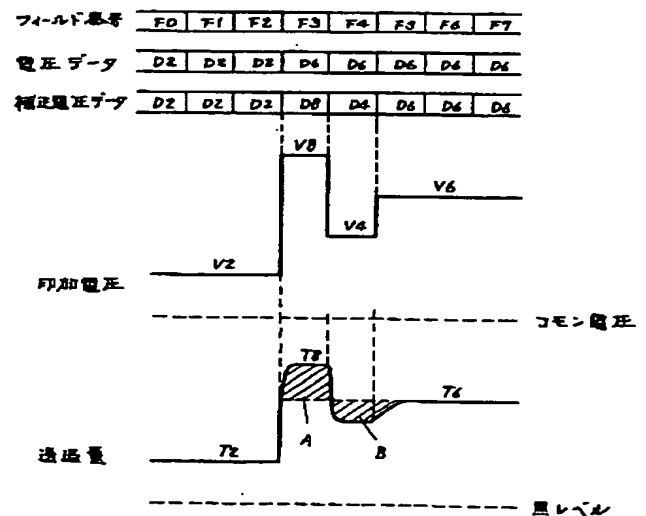 フィールド番号 F0 F1 F2 F3 F4 F5 F6 F7
電圧データ D2 D2 D2 D6 D6 D6 D6 D6
補正電圧データ D2 D2 D2 D8 D4 D6 D6 D6
V8
V6
V4
V2
印加電圧
コモン電圧
T8
T6
A
B
透過量 T2
黒レベル